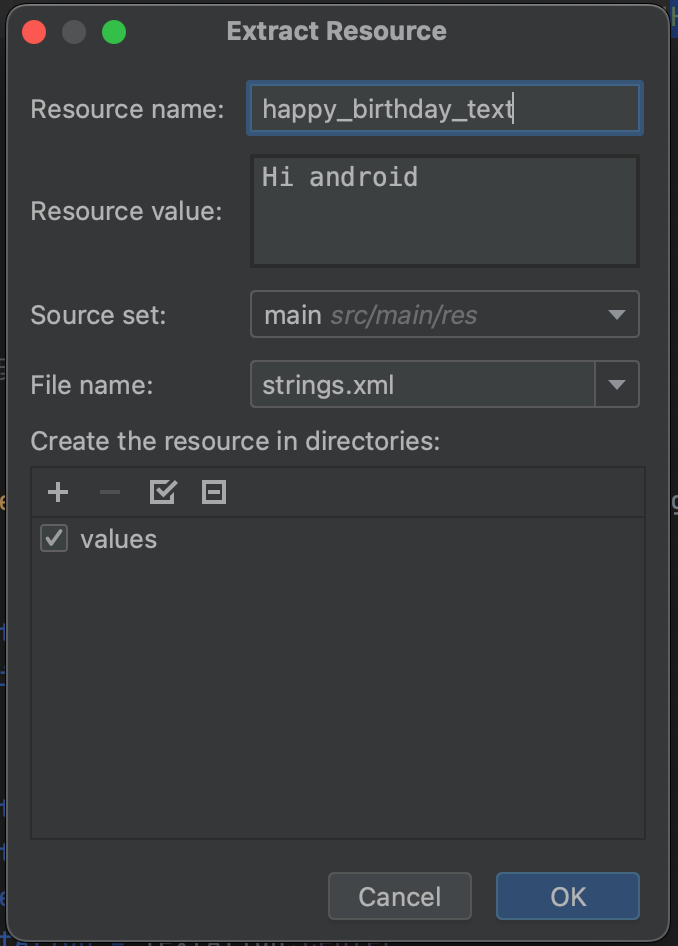 Extract Resource
Resource name: happy_birthday_text
Resource value: Hi android
Source set: main src/main/res
File name: strings.xml
Create the resource in directories:
values
Cancel OK